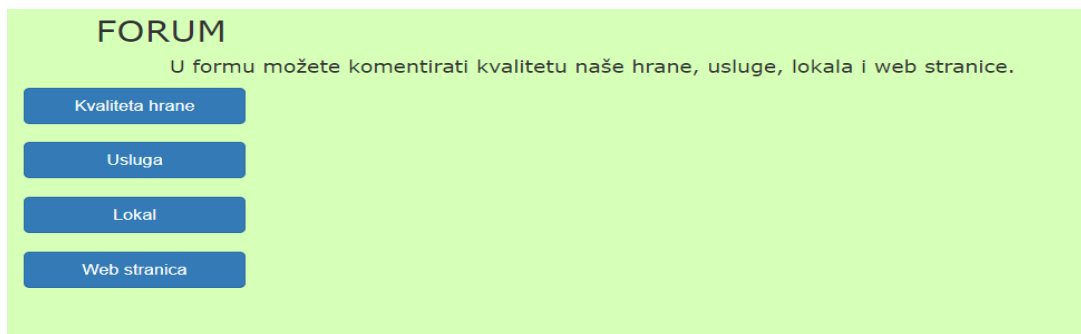 FORUM
U formu možete komentirati kvalitetu naše hrane, usluge, lokala i web stranice.
Kvaliteta hrane
Usluga
Lokal
Web stranica